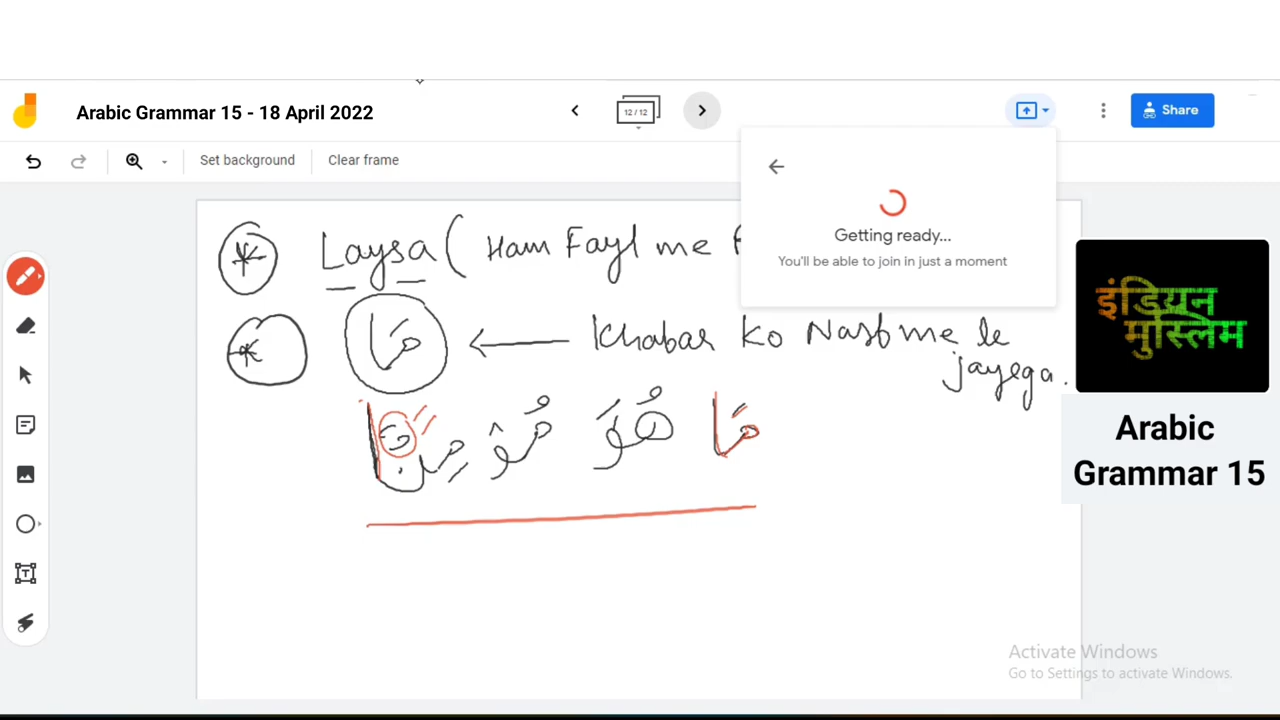 Arabic Grammar 15 - 18 April 2022
12 / 12
Share
Set background
Clear frame
Getting ready...
You'll be able to join in just a moment
Laysa ( Ham Fayl me
مَا ← Khabar ko Nasb me le
jayega.
مَا هُوَ مُؤْمِنًا
इंडियन
मुस्लिम
Arabic
Grammar 15
Activate Windows
Go to Settings to activate Windows.